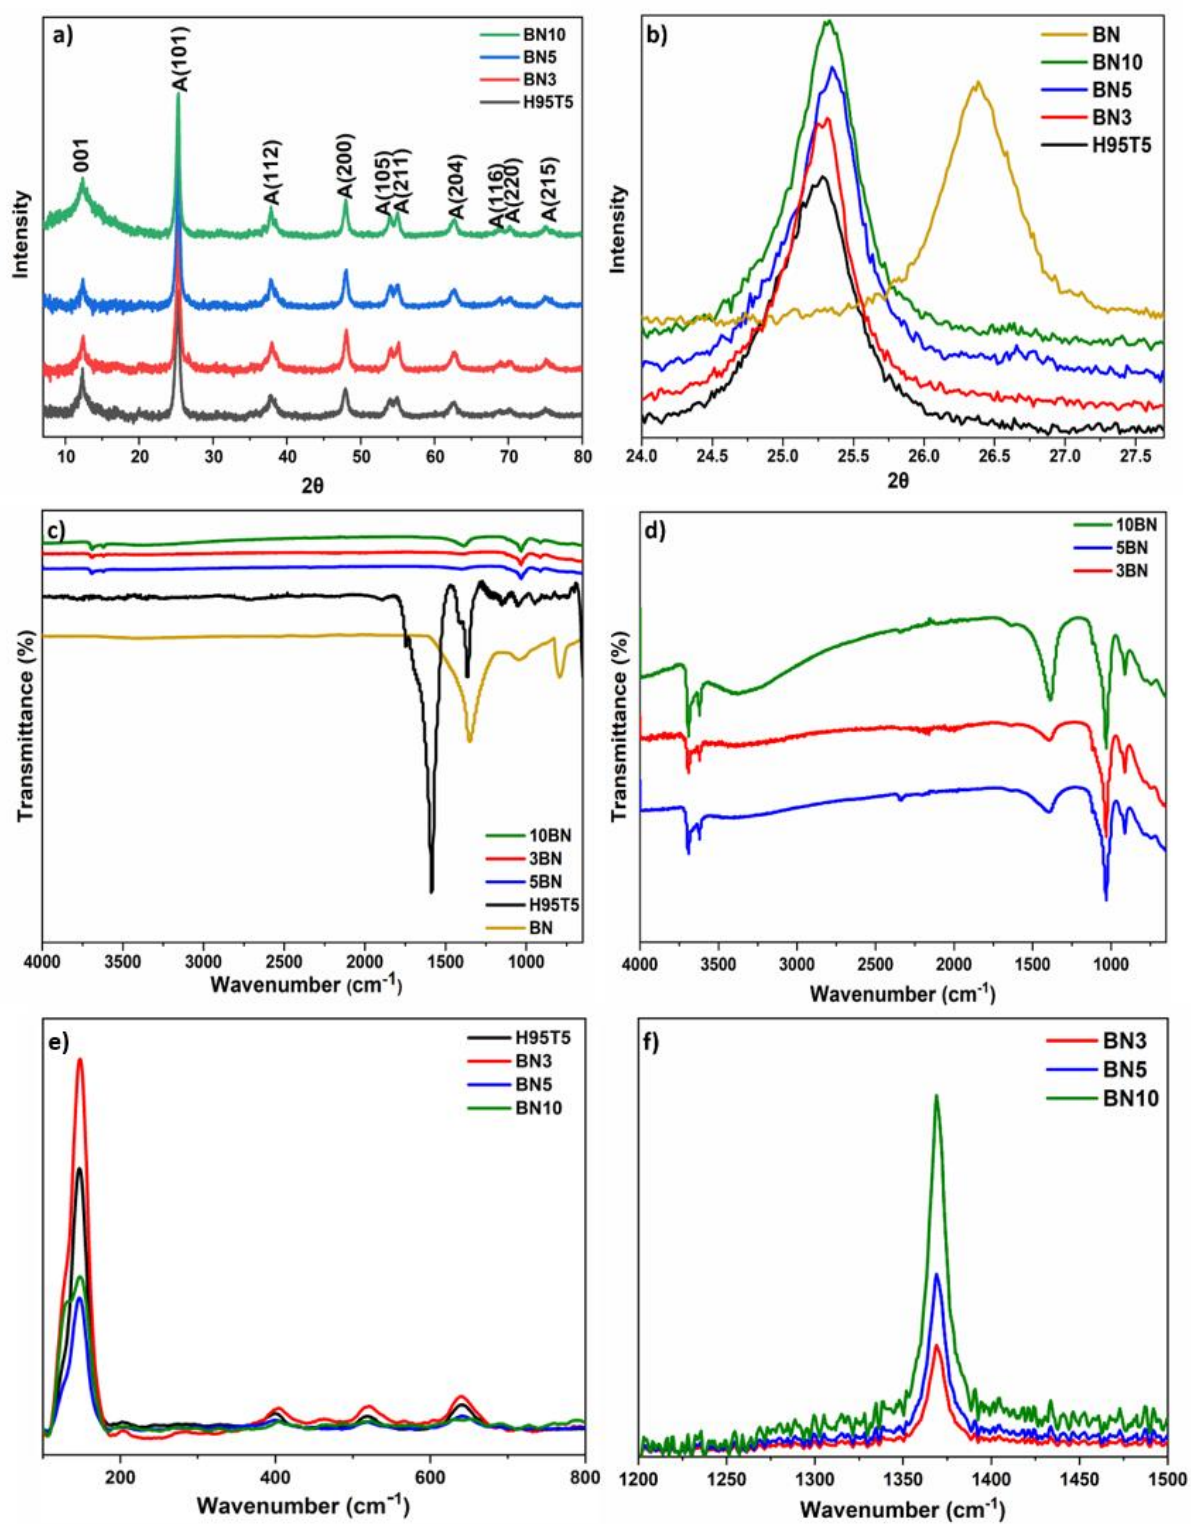 a)
BN10
BN5
BN3
H95T5
001
A(101)
A(112)
A(200)
A(105)
A(211)
A(204)
A(116)
A(220)
A(215)
Intensity
10 20 30 40 50 60 70 80
2θ
b)
BN
BN10
BN5
BN3
H95T5
Intensity
24.0 24.5 25.0 25.5 26.0 26.5 27.0 27.5
2θ
c)
Transmittance (%)
10BN
3BN
5BN
H95T5
BN
4000 3500 3000 2500 2000 1500 1000
Wavenumber (cm⁻¹)
d)
10BN
5BN
3BN
Transmittance (%)
4000 3500 3000 2500 2000 1500 1000
Wavenumber (cm⁻¹)
e)
H95T5
BN3
BN5
BN10
200 400 600 800
Wavenumber (cm⁻¹)
f)
BN3
BN5
BN10
1200 1250 1300 1350 1400 1450 1500
Wavenumber (cm⁻¹)